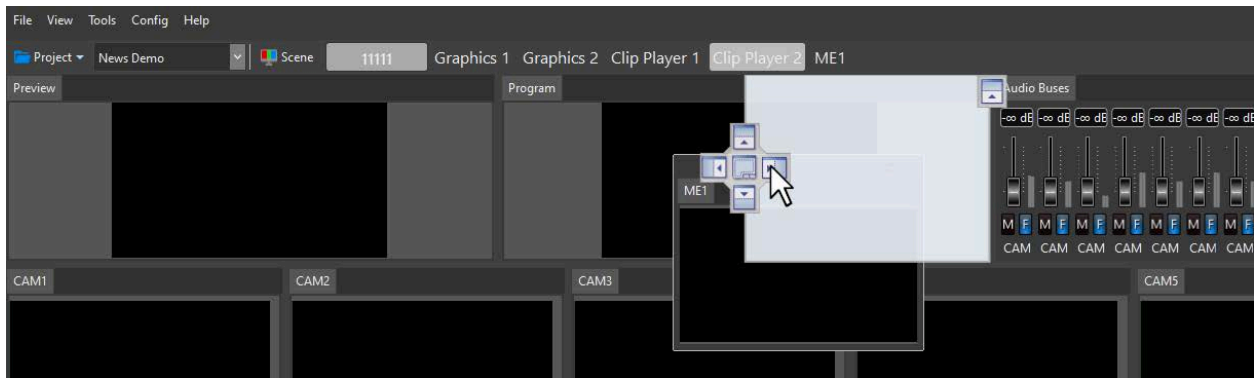 File View Tools Config Help
Project News Demo Scene 11111 Graphics 1 Graphics 2 Clip Player 1 Clip Player 2 ME1
Preview Program Audio Buses
-∞ dB -∞ dB -∞ dB -∞ dB -∞ dB -∞ dB -∞ dB
ME1
M F M F M F M F M F M F M F
CAM CAM CAM CAM CAM CAM CAM
CAM1 CAM2 CAM3 CAM5